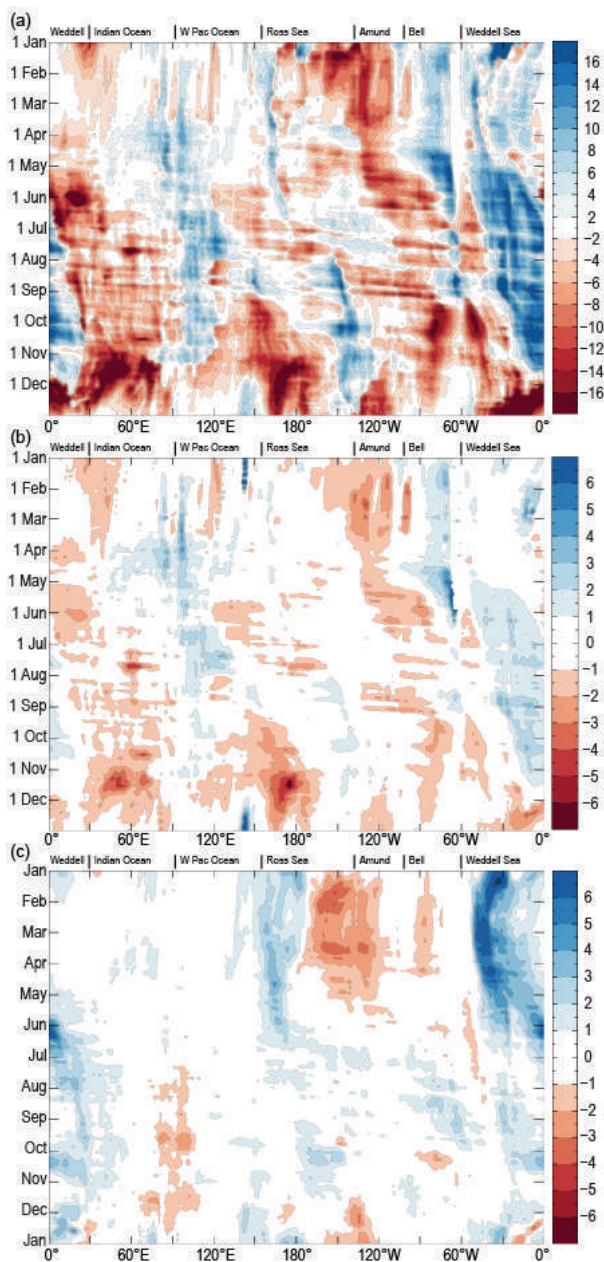 (a)
Weddell | Indian Ocean | W Pac Ocean | Ross Sea | Amund | Bell | Weddell Sea
1 Jan
1 Feb
1 Mar
1 Apr
1 May
1 Jun
1 Jul
1 Aug
1 Sep
1 Oct
1 Nov
1 Dec
0° 60°E 120°E 180° 120°W 60°W 0°
16
14
12
10
8
6
4
2
0
-2
-4
-6
-8
-10
-12
-14
-16
(b)
Weddell | Indian Ocean | W Pac Ocean | Ross Sea | Amund | Bell | Weddell Sea
1 Jan
1 Feb
1 Mar
1 Apr
1 May
1 Jun
1 Jul
1 Aug
1 Sep
1 Oct
1 Nov
1 Dec
0° 60°E 120°E 180° 120°W 60°W 0°
6
5
4
3
2
1
0
-1
-2
-3
-4
-5
-6
(c)
Weddell | Indian Ocean | W Pac Ocean | Ross Sea | Amund | Bell | Weddell Sea
Jan
Feb
Mar
Apr
May
Jun
Jul
Aug
Sep
Oct
Nov
Dec
Jan
0° 60°E 120°E 180° 120°W 60°W 0°
6
5
4
3
2
1
0
-1
-2
-3
-4
-5
-6